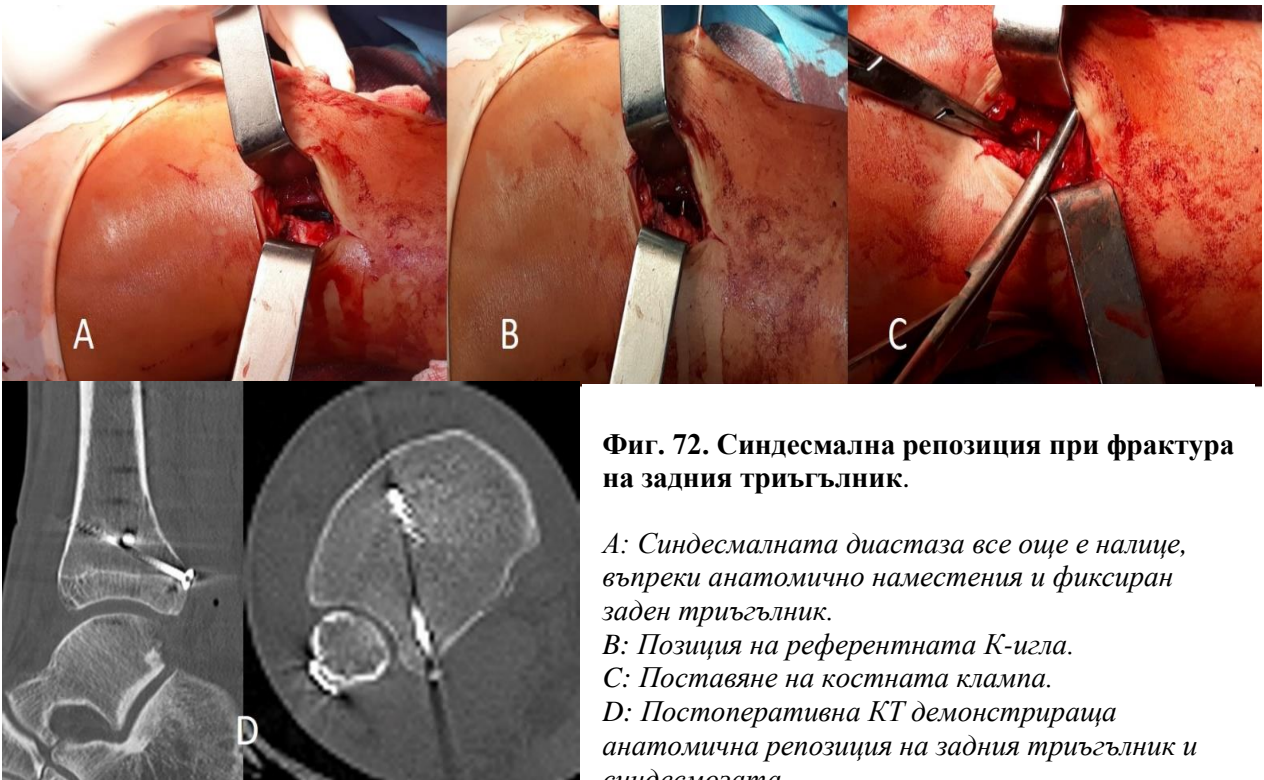 A
B
C
D
Фиг. 72. Синдесмална репозиция при фрактура
на задния триъгълник.
A: Синдесмалната диастаза все още е налице,
въпреки анатомично наместения и фиксиран
заден триъгълник.
B: Позиция на референтната К-игла.
C: Поставяне на костната клампа.
D: Постоперативна КТ демонстрираща
анатомична репозиция на задния триъгълник и